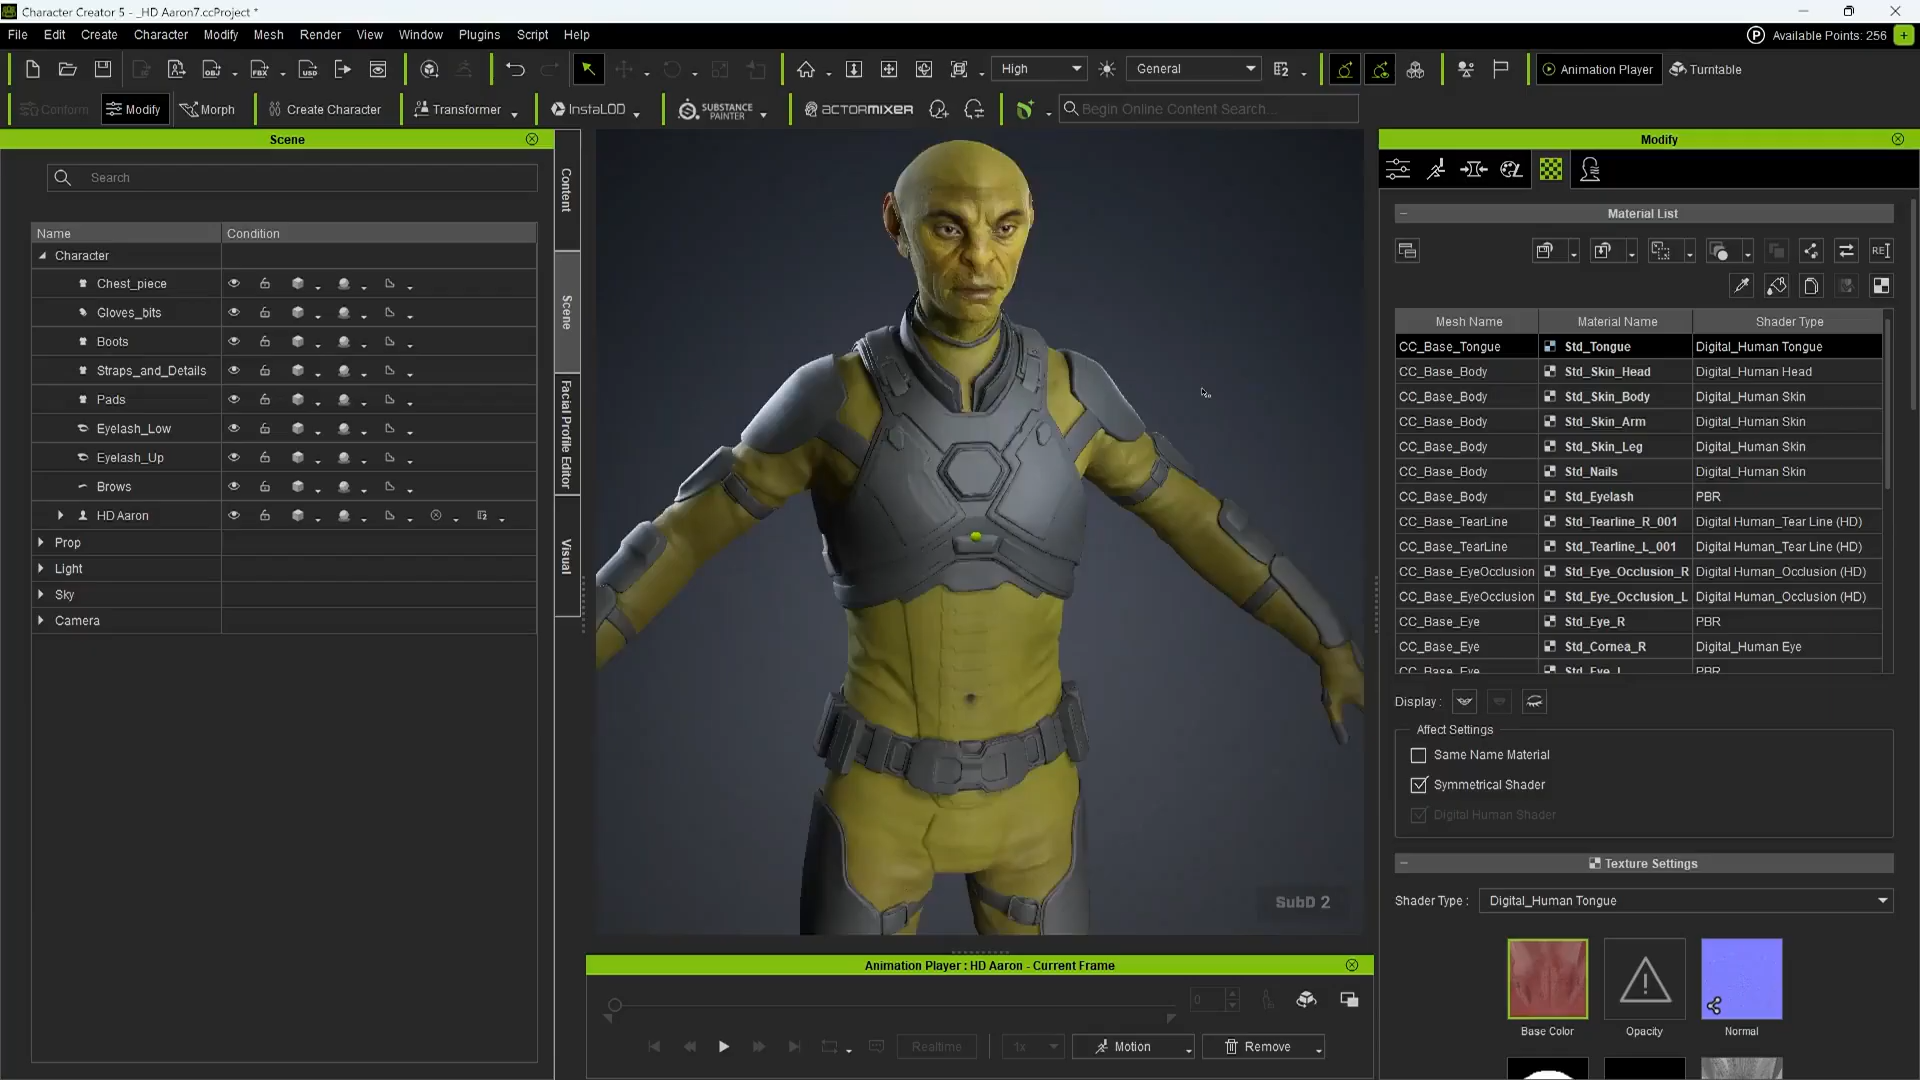 Character Creator 5 - _HD Aaron7.ccProject *
File Edit Create Character Modify Mesh Render View Window Plugins Script Help
Available Points: 256
High
General
Animation Player
Turntable
Conform
Modify
Morph
Create Character
Transformer
InstaLOD
SUBSTANCE PAINTER
ACTORMIXER
Begin Online Content Search...
Scene
Search
Name Condition
Character
Chest_piece
Gloves_bits
Boots
Straps_and_Details
Pads
Eyelash_Low
Eyelash_Up
Brows
HD Aaron
Prop
Light
Sky
Camera
Content
Scene
Facial Profile Editor
Visual
SubD 2
Animation Player : HD Aaron - Current Frame
0
Realtime
1x
Motion
Remove
Modify
Material List
Mesh Name Material Name Shader Type
CC_Base_Tongue Std_Tongue Digital_Human Tongue
CC_Base_Body Std_Skin_Head Digital_Human Head
CC_Base_Body Std_Skin_Body Digital_Human Skin
CC_Base_Body Std_Skin_Arm Digital_Human Skin
CC_Base_Body Std_Skin_Leg Digital_Human Skin
CC_Base_Body Std_Nails Digital_Human Skin
CC_Base_Body Std_Eyelash PBR
CC_Base_TearLine Std_Tearline_R_001 Digital Human_Tear Line (HD)
CC_Base_TearLine Std_Tearline_L_001 Digital Human_Tear Line (HD)
CC_Base_EyeOcclusion Std_Eye_Occlusion_R Digital Human_Occlusion (HD)
CC_Base_EyeOcclusion Std_Eye_Occlusion_L Digital Human_Occlusion (HD)
CC_Base_Eye Std_Eye_R PBR
CC_Base_Eye Std_Cornea_R Digital_Human Eye
CC_Base_Eye Std_Eye_L PBR
Display :
Affect Settings
Same Name Material
Symmetrical Shader
Digital Human Shader
Texture Settings
Shader Type : Digital_Human Tongue
Base Color Opacity Normal